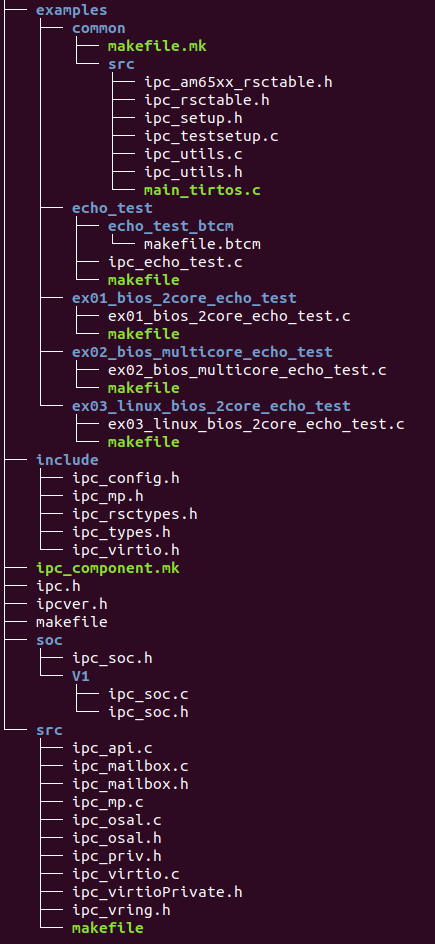 examples
common
makefile.mk
src
ipc_am65xx_rsctable.h
ipc_rsctable.h
ipc_setup.h
ipc_testsetup.c
ipc_utils.c
ipc_utils.h
main_tirtos.c
echo_test
echo_test_btcm
makefile.btcm
ipc_echo_test.c
makefile
ex01_bios_2core_echo_test
ex01_bios_2core_echo_test.c
makefile
ex02_bios_multicore_echo_test
ex02_bios_multicore_echo_test.c
makefile
ex03_linux_bios_2core_echo_test
ex03_linux_bios_2core_echo_test.c
makefile
include
ipc_config.h
ipc_mp.h
ipc_rsctypes.h
ipc_types.h
ipc_virtio.h
ipc_component.mk
ipc.h
ipcver.h
makefile
soc
ipc_soc.h
V1
ipc_soc.c
ipc_soc.h
src
ipc_api.c
ipc_mailbox.c
ipc_mailbox.h
ipc_mp.c
ipc_osal.c
ipc_osal.h
ipc_priv.h
ipc_virtio.c
ipc_virtioPrivate.h
ipc_vring.h
makefile